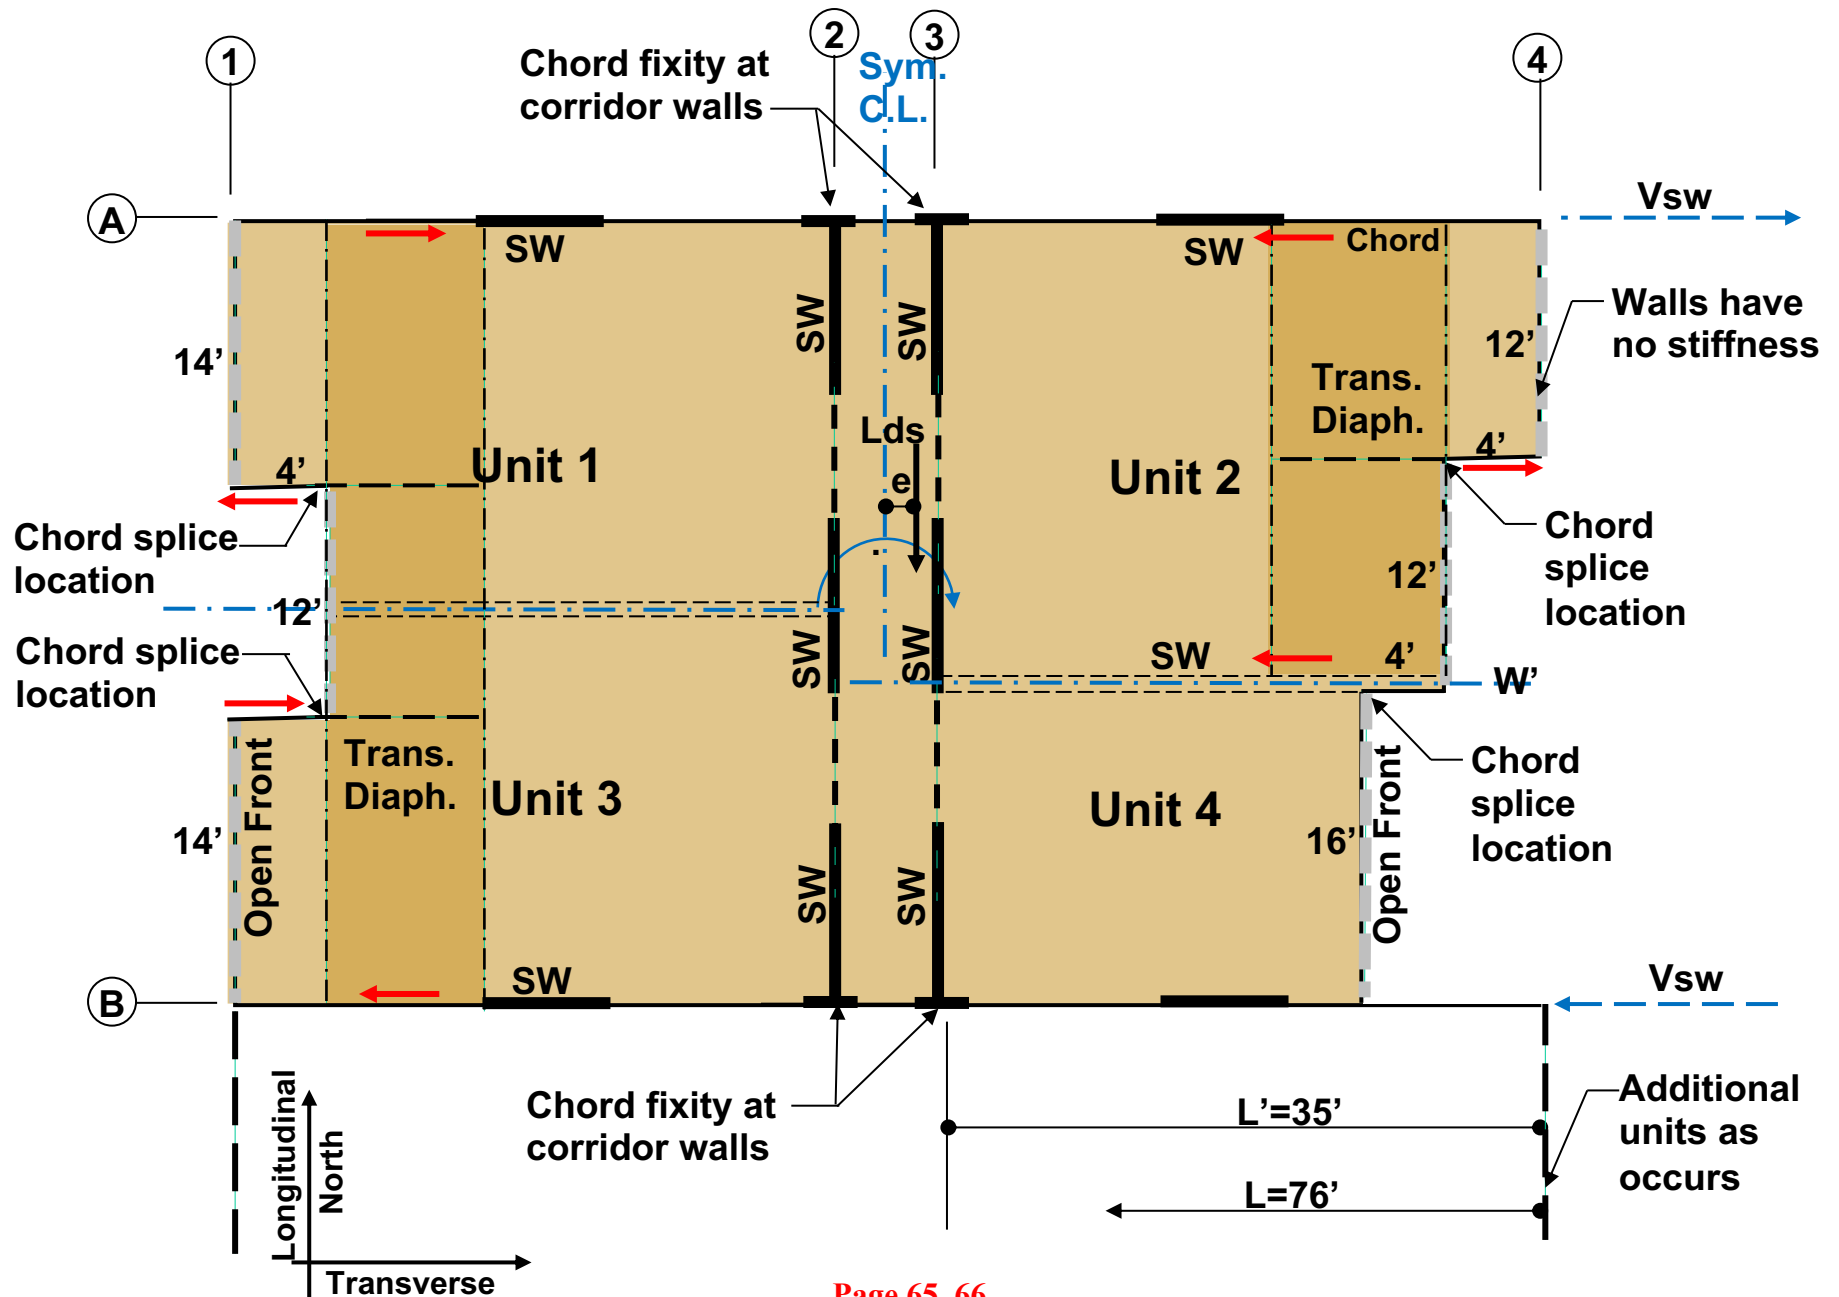 1
2
3
4
Chord fixity at
corridor walls
Sym.
C.L.
A
Vsw
SW
SW
Chord
SW
SW
Walls have
no stiffness
14’
12’
Trans.
Diaph.
Lds
4’
Unit 1
e
Unit 2
4’
Chord splice
location
Chord
splice
location
12’
12’
Chord splice
location
SW
SW
SW
4’
W’
Open Front
Trans.
Diaph.
Unit 3
Unit 4
Chord
splice
location
14’
16’
Open Front
SW
SW
SW
B
Vsw
Longitudinal
North
Transverse
Chord fixity at
corridor walls
L’=35’
L=76’
Additional
units as
occurs
Page 65, 66